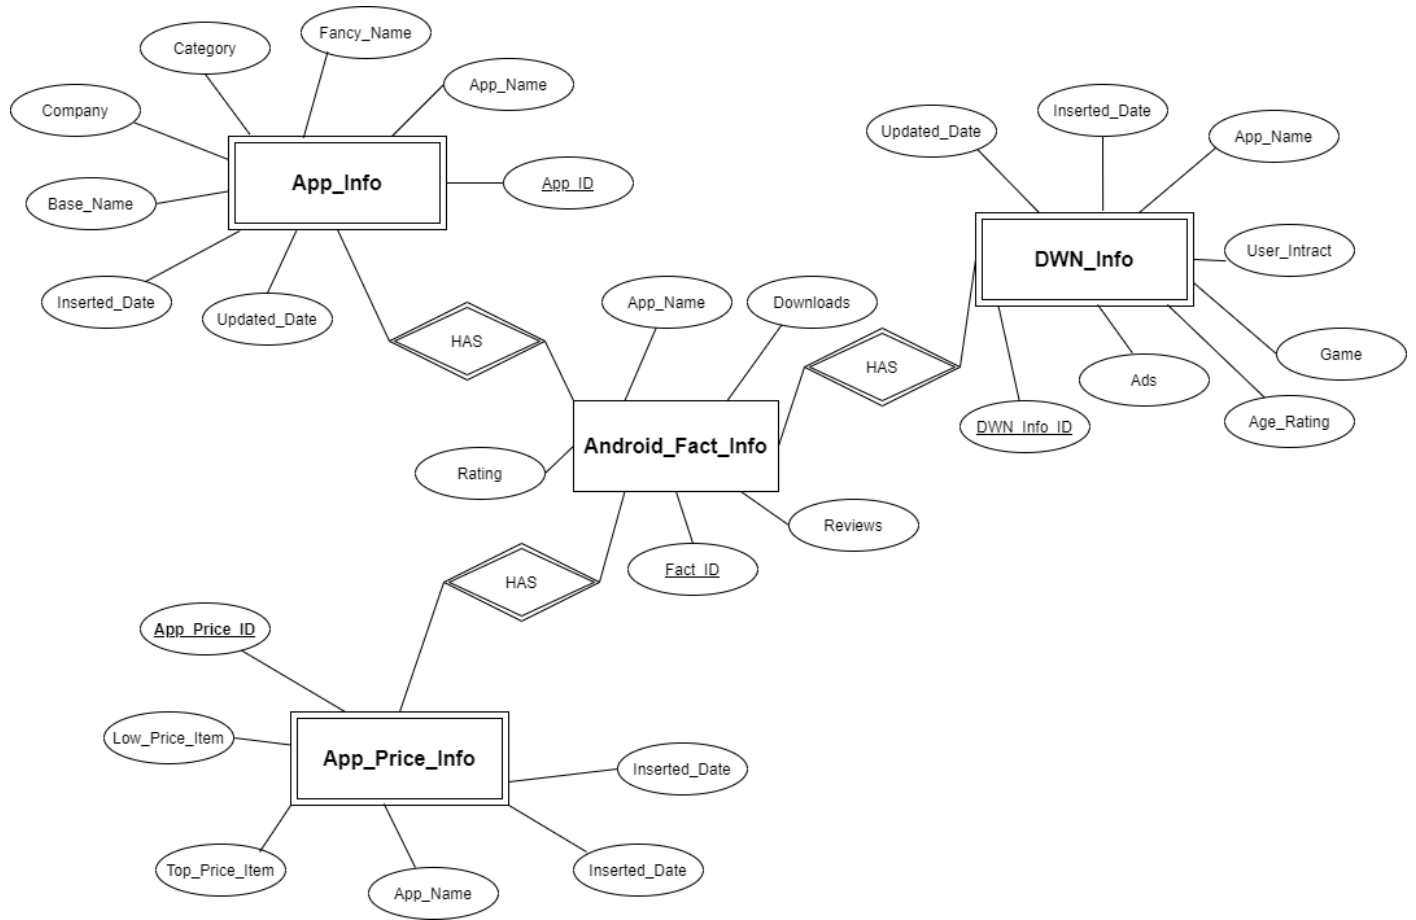 Fancy_Name
Category
App_Name
Company
App_Info
App_ID
Base_Name
Inserted_Date
Updated_Date
HAS
Updated_Date
Inserted_Date
App_Name
DWN_Info
User_Intract
Game
Ads
Age_Rating
DWN_Info_ID
HAS
App_Name
Downloads
Android_Fact_Info
Rating
Reviews
Fact_ID
HAS
App_Price_ID
Low_Price_Item
App_Price_Info
Inserted_Date
Top_Price_Item
App_Name
Inserted_Date